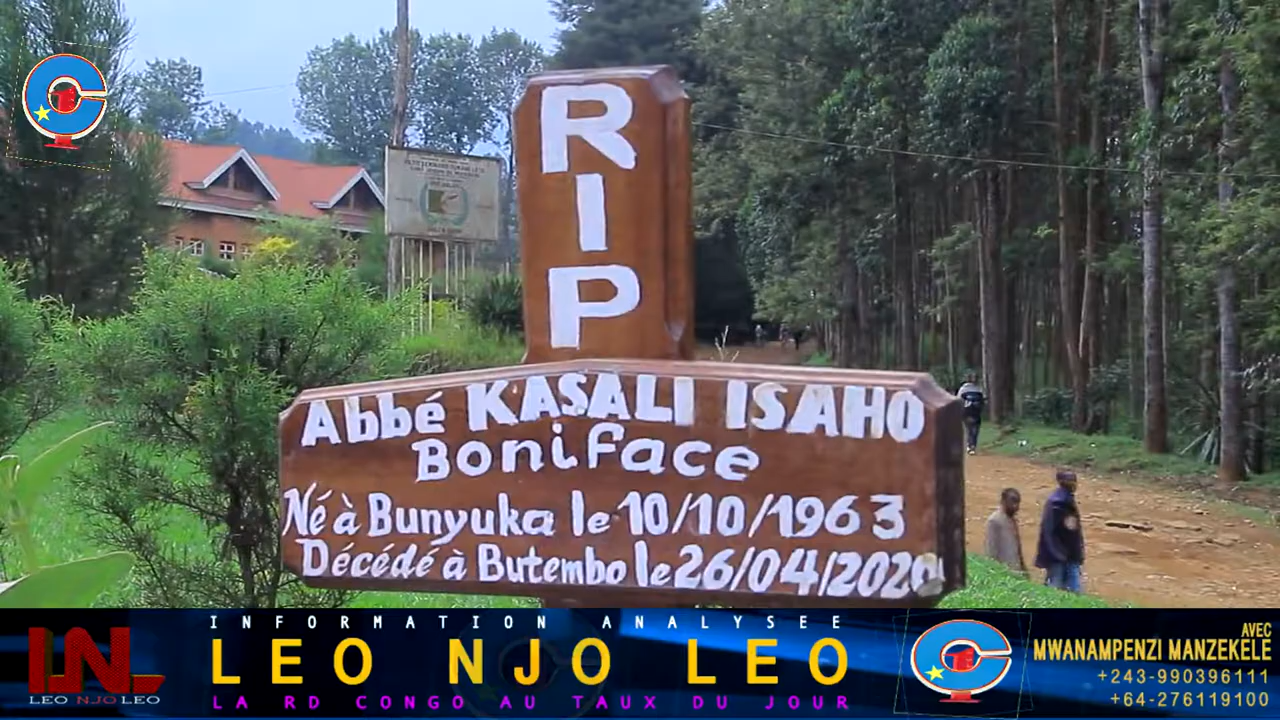 R
I
P
Abbé KASALI ISAHO
Boniface
Né à Bunyuka le 10/10/1963
Décédé à Butembo le 26/04/2020
INFORMATION ANALYSEE
LEO NJO LEO
LA RD CONGO AU TAUX DU JOUR
INL
LEO NJO LEO
AVEC
MWANAMPENZI MANZEKELE
+243-990396111
+64-276119100